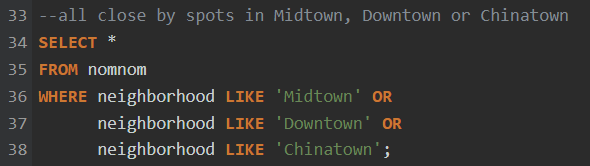 33 --all close by spots in Midtown, Downtown or Chinatown
34 SELECT *
35 FROM nomnom
36 WHERE neighborhood LIKE 'Midtown' OR
37       neighborhood LIKE 'Downtown' OR
38       neighborhood LIKE 'Chinatown';